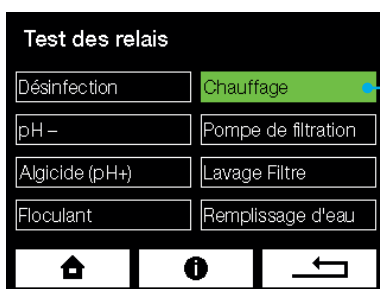 Test des relais
Désinfection
Chauffage
pH –
Pompe de filtration
Algicide (pH+)
Lavage Filtre
Floculant
Remplissage d'eau